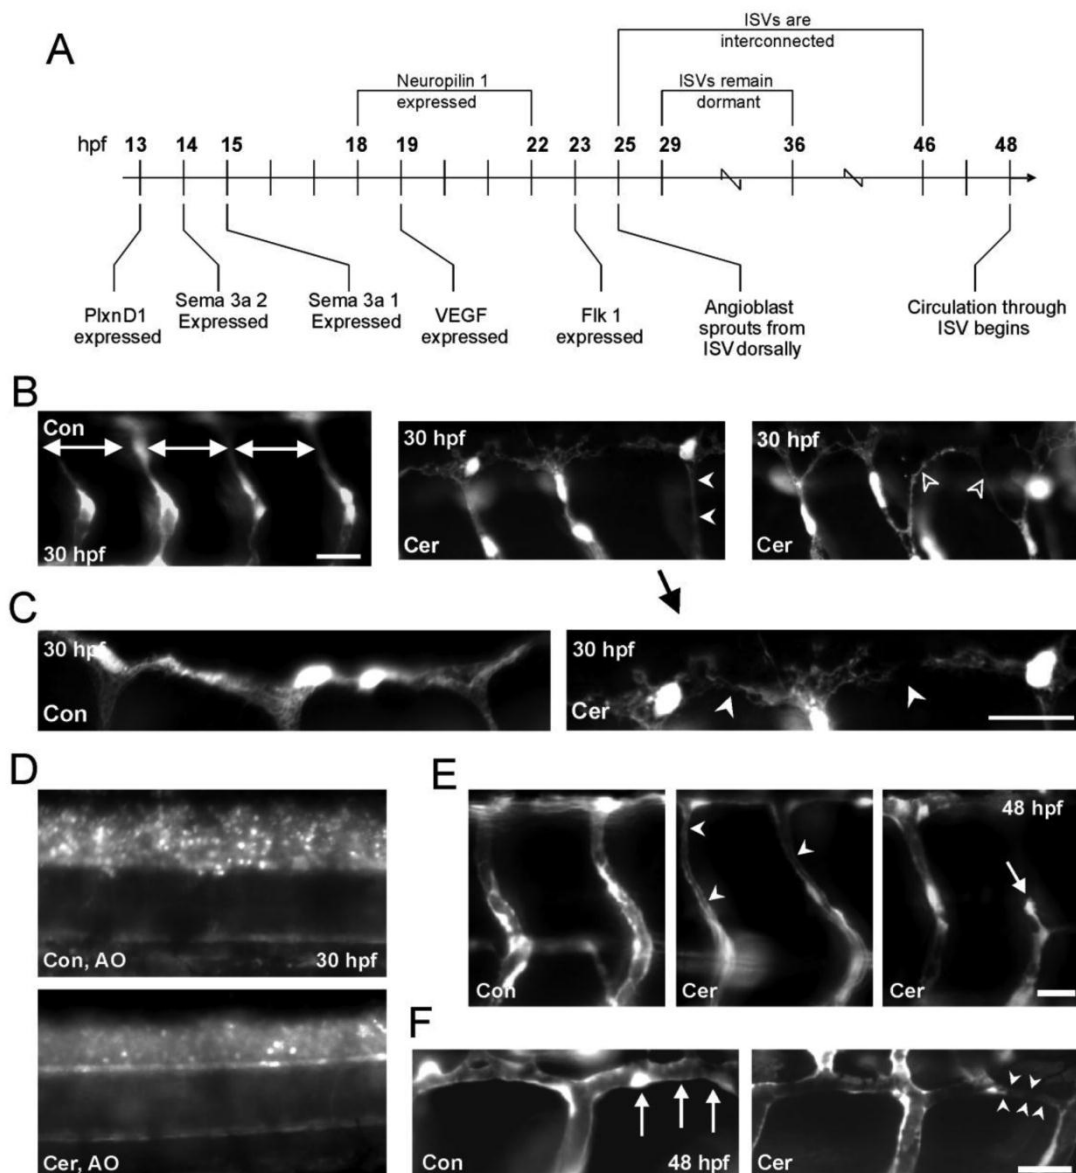 A
ISVs are
interconnected
Neuropilin 1
expressed
ISVs remain
dormant
hpf 13 14 15 18 19 22 23 25 29 36 46 48
PlxnD1
expressed
Sema 3a 2
Expressed
Sema 3a 1
Expressed
VEGF
expressed
Flk 1
expressed
Angioblast
sprouts from
ISV dorsally
Circulation through
ISV begins
B
Con
30 hpf
30 hpf
Cer
30 hpf
Cer
C
30 hpf
Con
30 hpf
Cer
D
Con, AO
30 hpf
Cer, AO
E
Con
Cer
48 hpf
Cer
F
Con
48 hpf
Cer